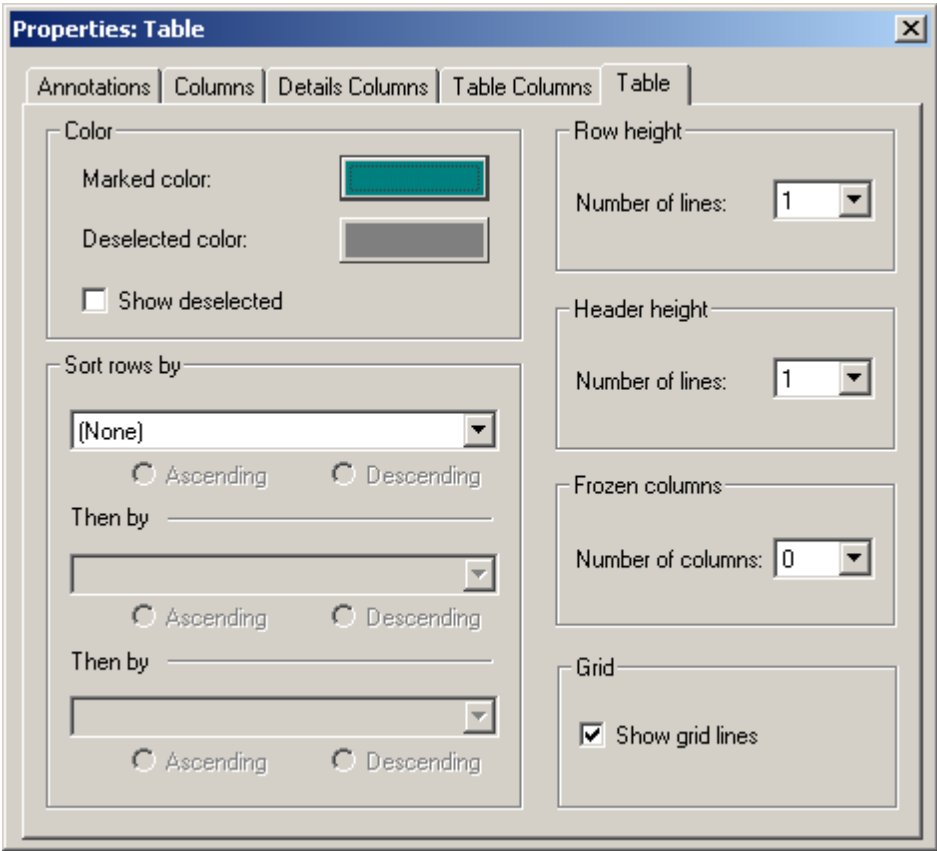 Properties: Table
Annotations Columns Details Columns Table Columns Table
Color
Marked color:
Deselected color:
Show deselected
Sort rows by
(None)
Ascending Descending
Then by
Ascending Descending
Then by
Ascending Descending
Row height
Number of lines: 1
Header height
Number of lines: 1
Frozen columns
Number of columns: 0
Grid
Show grid lines